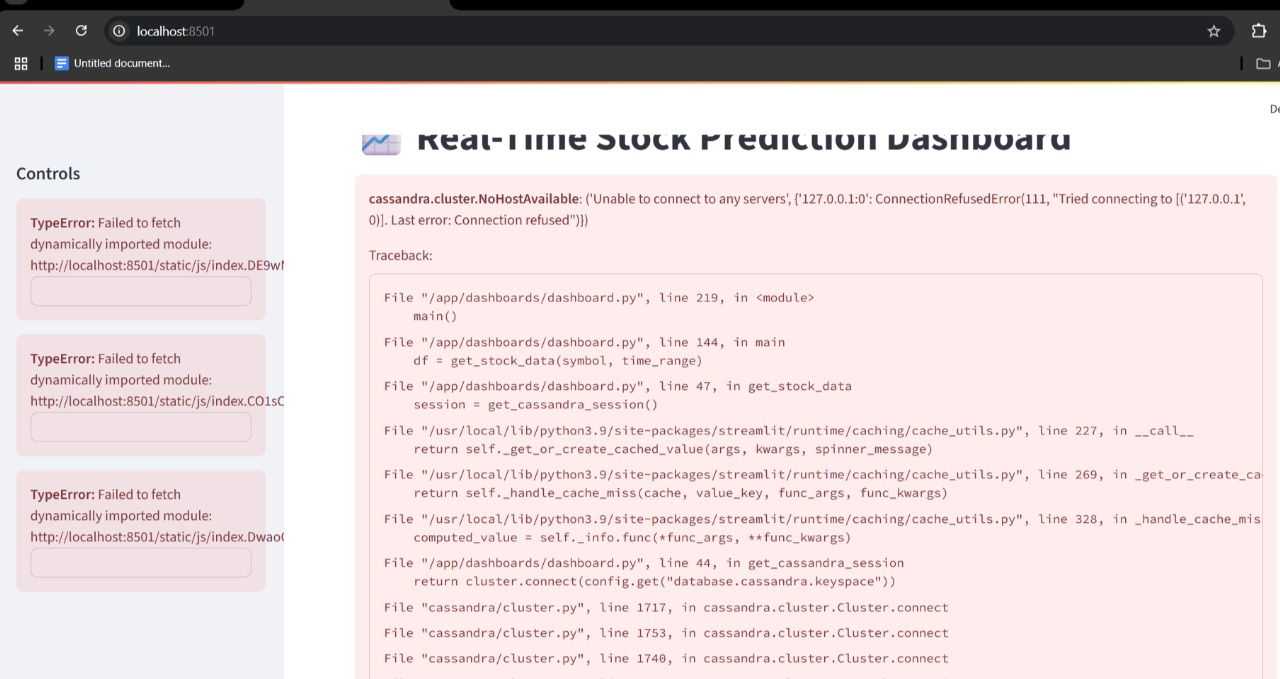 localhost:8501
Untitled document...
Real-Time Stock Prediction Dashboard
Controls
TypeError: Failed to fetch
dynamically imported module:
http://localhost:8501/static/js/index.DE9w
TypeError: Failed to fetch
dynamically imported module:
http://localhost:8501/static/js/index.CO1s
TypeError: Failed to fetch
dynamically imported module:
http://localhost:8501/static/js/index.Dwao
cassandra.cluster.NoHostAvailable: ('Unable to connect to any servers', {'127.0.0.1:0': ConnectionRefusedError(111, "Tried connecting to [('127.0.0.1',
0)]. Last error: Connection refused")})
Traceback:
File "/app/dashboards/dashboard.py", line 219, in <module>
main()
File "/app/dashboards/dashboard.py", line 144, in main
df = get_stock_data(symbol, time_range)
File "/app/dashboards/dashboard.py", line 47, in get_stock_data
session = get_cassandra_session()
File "/usr/local/lib/python3.9/site-packages/streamlit/runtime/caching/cache_utils.py", line 227, in __call__
return self._get_or_create_cached_value(args, kwargs, spinner_message)
File "/usr/local/lib/python3.9/site-packages/streamlit/runtime/caching/cache_utils.py", line 269, in _get_or_create_ca
return self._handle_cache_miss(cache, value_key, func_args, func_kwargs)
File "/usr/local/lib/python3.9/site-packages/streamlit/runtime/caching/cache_utils.py", line 328, in _handle_cache_mis
computed_value = self._info.func(*func_args, **func_kwargs)
File "/app/dashboards/dashboard.py", line 44, in get_cassandra_session
return cluster.connect(config.get("database.cassandra.keyspace"))
File "cassandra/cluster.py", line 1717, in cassandra.cluster.Cluster.connect
File "cassandra/cluster.py", line 1753, in cassandra.cluster.Cluster.connect
File "cassandra/cluster.py", line 1740, in cassandra.cluster.Cluster.connect